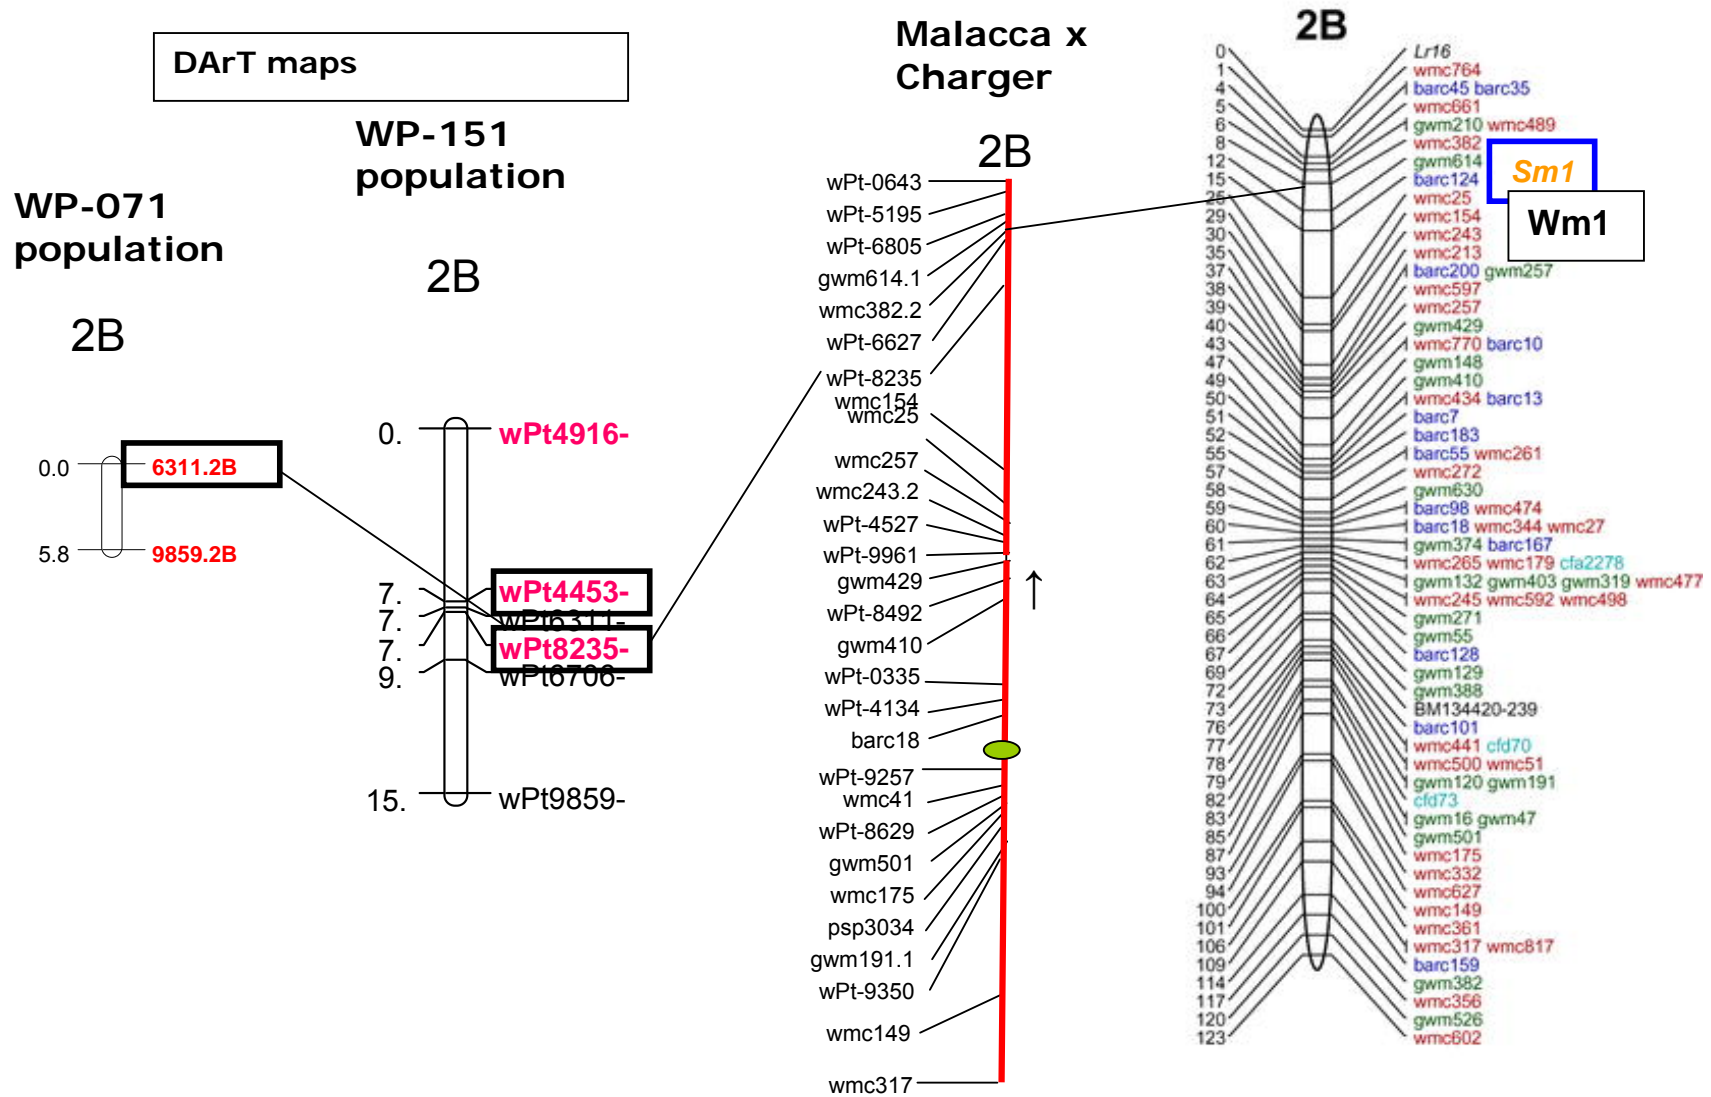 DArT maps
WP-071
population
2B
0.0
6311.2B
5.8
9859.2B
WP-151
population
2B
0.
wPt4916-
7.
wPt4453-
7.
wPt6311-
7.
wPt8235-
9.
wPt6706-
15.
wPt9859-
Malacca x
Charger
2B
wPt-0643
wPt-5195
wPt-6805
gwm614.1
wmc382.2
wPt-6627
wPt-8235
wmc154
wmc25
wmc257
wmc243.2
wPt-4527
wPt-9961
gwm429
↑
wPt-8492
gwm410
wPt-0335
wPt-4134
barc18
wPt-9257
wmc41
wPt-8629
gwm501
wmc175
psp3034
gwm191.1
wPt-9350
wmc149
wmc317
2B
0 Lr16
1 wmc764
4 barc45 barc35
5 wmc661
6 gwm210 wmc489
8 wmc382
12 gwm614
15 barc124
25 wmc25
29 wmc154
30 wmc243
35 wmc213
37 barc200 gwm257
38 wmc597
39 wmc257
40 gwm429
43 wmc770 barc10
47 gwm148
49 gwm410
50 wmc434 barc13
51 barc7
52 barc183
55 barc55 wmc261
57 wmc272
58 gwm630
59 barc98 wmc474
60 barc18 wmc344 wmc27
61 gwm374 barc167
62 wmc265 wmc179 cfa2278
63 gwm132 gwm403 gwm319 wmc477
64 wmc245 wmc592 wmc498
65 gwm271
66 gwm55
67 barc128
69 gwm129
72 gwm388
73 BM134420-239
76 barc101
77 wmc441 cfd70
78 wmc500 wmc51
79 gwm120 gwm191
82 cfd73
83 gwm16 gwm47
85 gwm501
87 wmc175
93 wmc332
94 wmc627
100 wmc149
101 wmc361
106 wmc317 wmc817
109 barc159
114 gwm382
117 wmc356
120 gwm526
123 wmc602
Sm1
Wm1